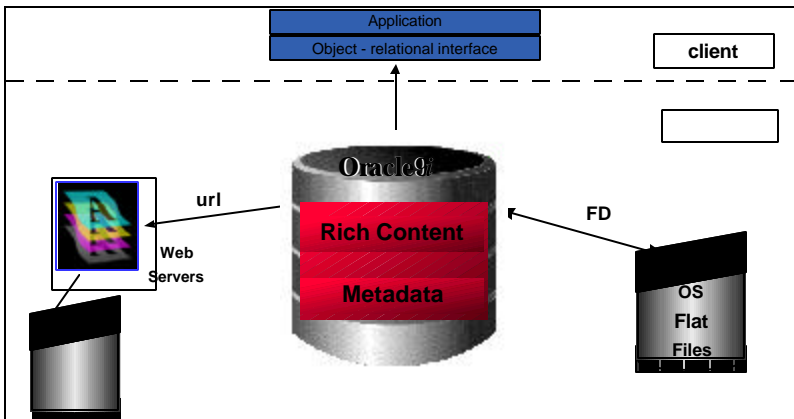 Application
Object - relational interface
client
Oracle9i
url
FD
Rich Content
Web
Servers
Metadata
OS
Flat
Files